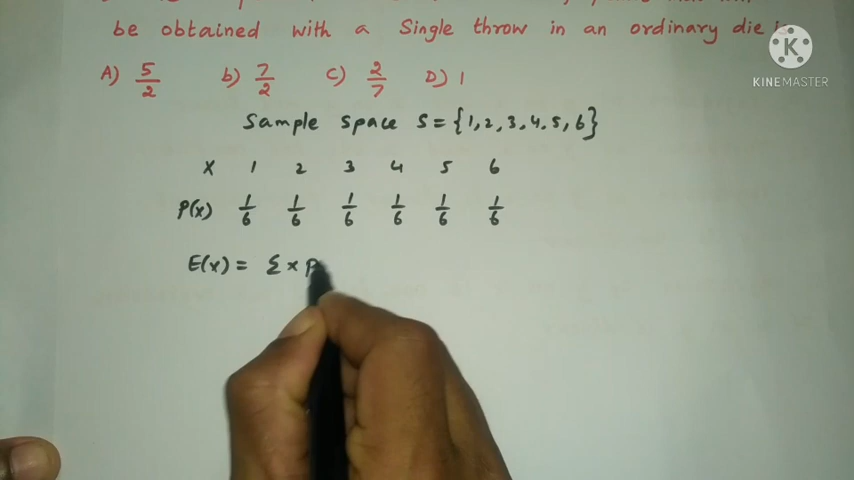 be obtained with a Single throw in an ordinary die is
A) 5/2 b) 7/2 C) 2/7 D) 1
Sample space S = {1, 2, 3, 4, 5, 6}
X 1 2 3 4 5 6
P(x) 1/6 1/6 1/6 1/6 1/6 1/6
E(x) = Σ x P
K
KINEMASTER